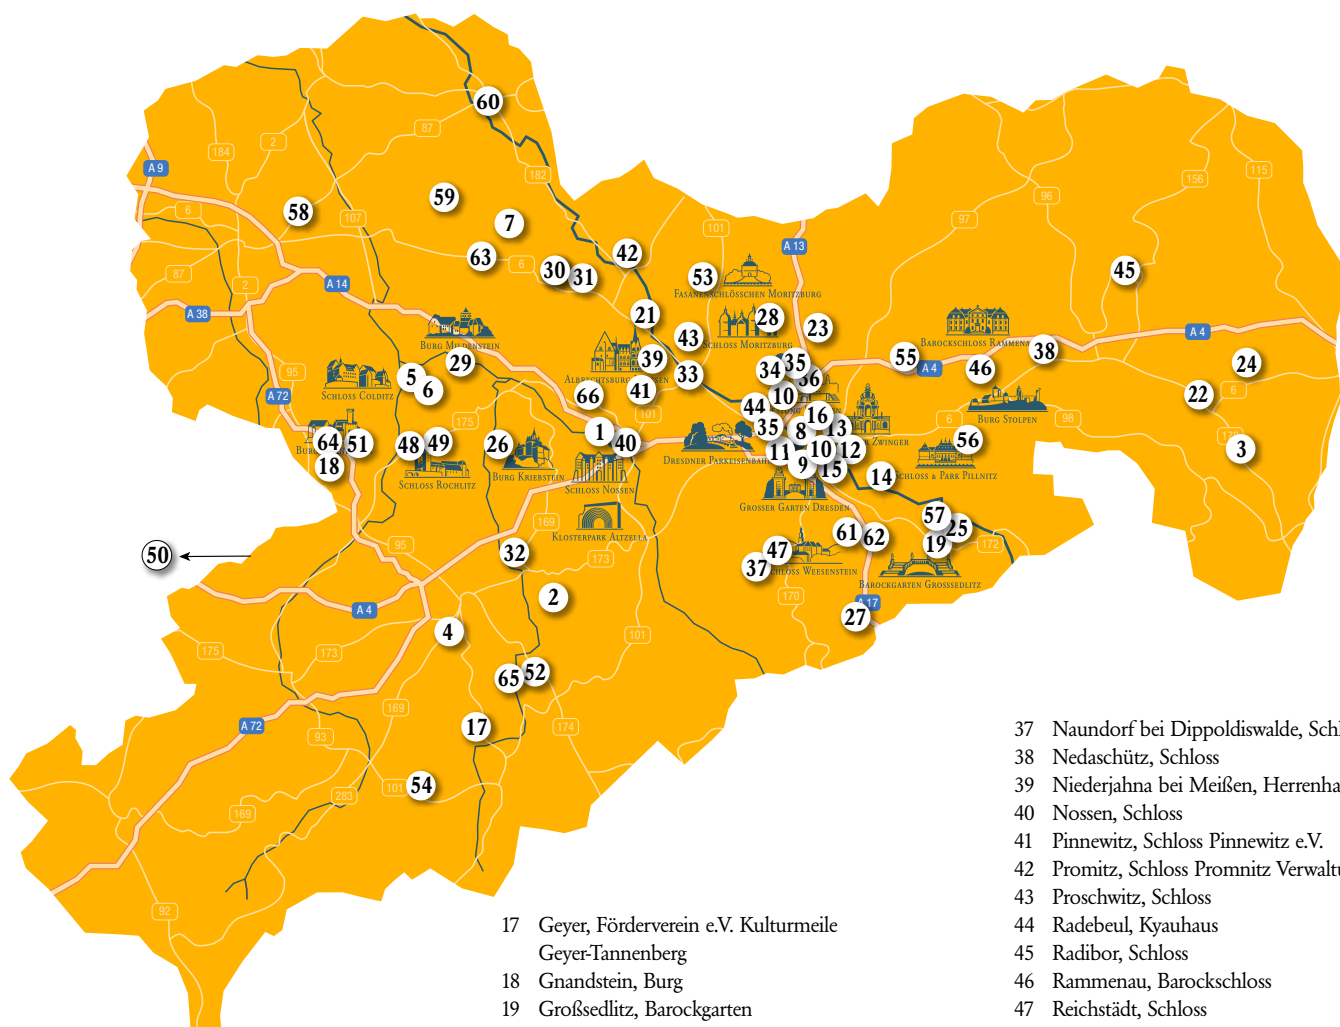 60
87
2
184
A 9
182
59
58
7
6
107
42
101
A 13
97
96
156
115
63
6
30
31
53
45
87
2
A 14
FASANENSCHLÖSSCHEN MORITZBURG
A 38
21
28
23
BURG MILDENSTEIN
43
SCHLOSS MORITZBURG
BAROCKSCHLOSS RAMMENAU
A 4
38
29
39
34
35
55
A 4
46
24
95
5
33
36
6
SCHLOSS COLDITZ
6
66
41
10
22
A 72
101
44
16
BURG STOLPEN
98
175
1
40
35
8
13
ZWINGER
6
56
64
51
48
49
26
DRESDNER PARKEISENBAHN
11
10
12
3
18
SCHLOSS ROCHLITZ
BURG KRIEBSTEIN
SCHLOSS NOSSEN
9
15
14
SCHLOSS & PARK PILLNITZ
GROSSER GARTEN DRESDEN
169
KLOSTERPARK ALTZELLA
57
25
50
95
32
173
47
61
62
19
172
37
SCHLOSS WEESENSTEIN
BAROCKGARTEN GROSSSEDLITZ
A 4
2
170
A 17
27
4
101
175
173
65
52
169
17
174
A 72
93
54
101
283
169
92
17 Geyer, Förderverein e.V. Kulturmeile
Geyer-Tannenberg
18 Gnandstein, Burg
19 Großsedlitz, Barockgarten
37 Naundorf bei Dippoldiswalde, Sch
38 Nedaschütz, Schloss
39 Niederjahna bei Meißen, Herrenha
40 Nossen, Schloss
41 Pinnewitz, Schloss Pinnewitz e.V.
42 Promitz, Schloss Promnitz Verwaltu
43 Proschwitz, Schloss
44 Radebeul, Kyauhaus
45 Radibor, Schloss
46 Rammenau, Barockschloss
47 Reichstädt, Schloss